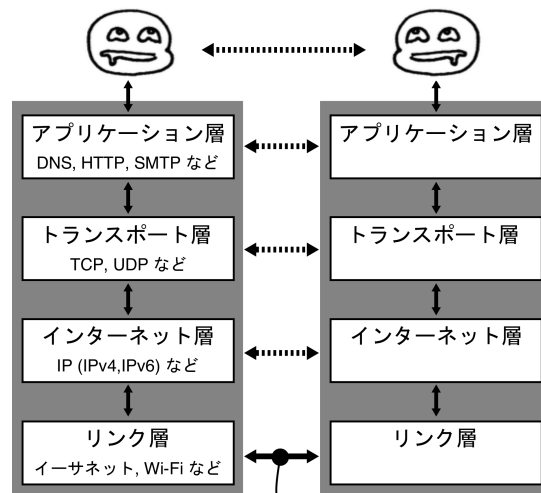 アプリケーション層
DNS, HTTP, SMTP など
トランスポート層
TCP, UDP など
インターネット層
IP (IPv4,IPv6) など
リンク層
イーサネット, Wi-Fi など
アプリケーション層
トランスポート層
インターネット層
リンク層